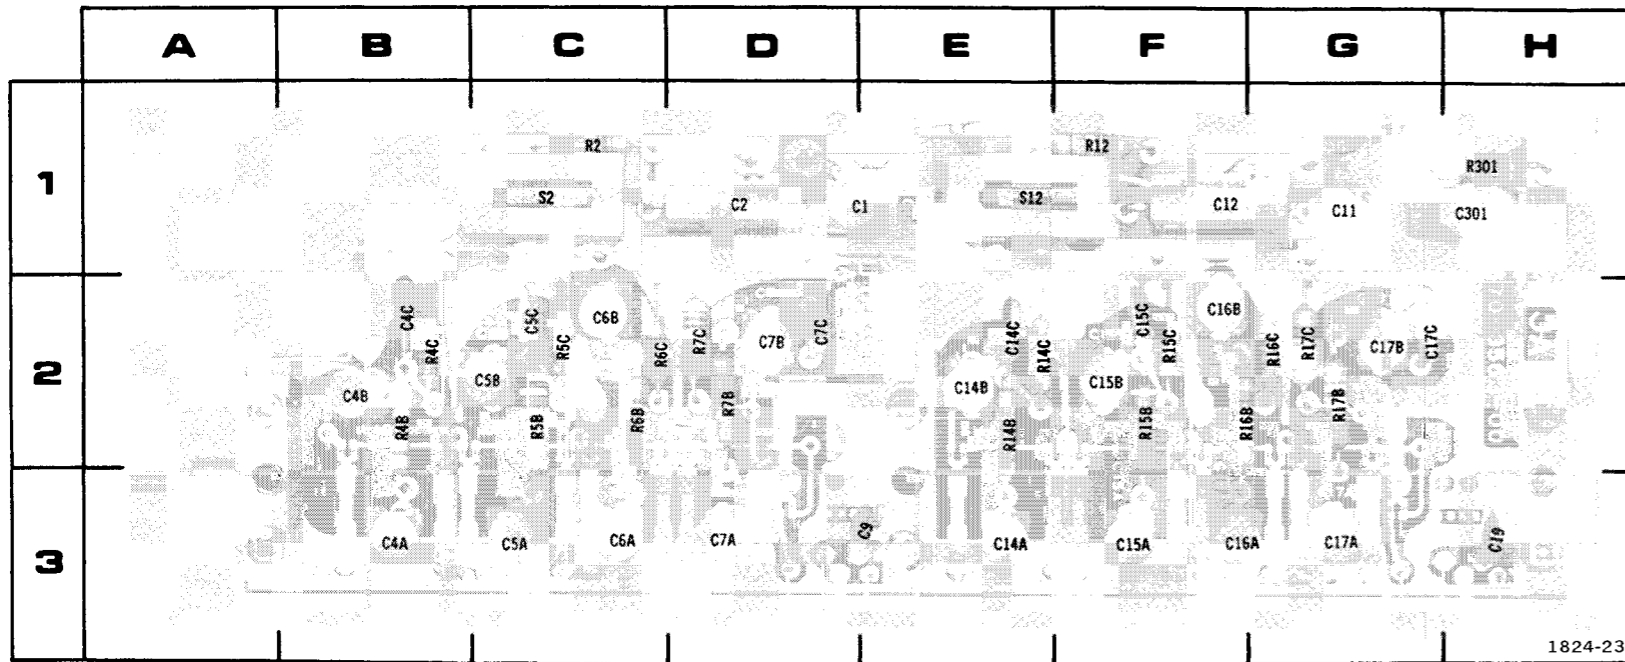 A B C D E F G H
R2 R12
1 R301
S2 S12
C2 C1 C12 C11 C301
C4C C5C C6B C7C C15C C16B
R4C R5C R6C R7C C7B C14C R14C R15C R16C R17C C17B C17C
2 C4B C5B C14B C15B
R4B R5B R6B R7B R14B R15B R16B R17B
C9 C19
3 C4A C5A C6A C7A C14A C15A C16A C17A
1824-23